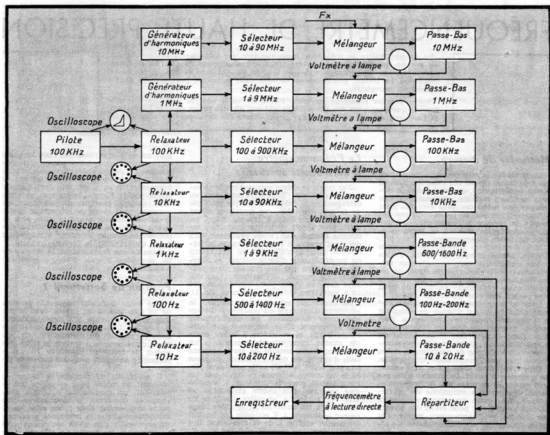 FRÉQUENCEMÈTRE DE HAUTE PRÉCISION
Fx
Générateur
d'harmoniques
10 MHz
Sélecteur
10 à 90 MHz
Mélangeur
Passe-Bas
10 MHz
Voltmètre à lampe
Générateur
d'harmoniques
1 MHz
Sélecteur
1 à 9 MHz
Mélangeur
Passe-Bas
1 MHz
Voltmètre à lampe
Oscilloscope
Pilote
100 KHz
Relaxateur
100 KHz
Sélecteur
100 à 900 KHz
Mélangeur
Passe-Bas
100 KHz
Voltmètre à lampe
Oscilloscope
Relaxateur
10 KHz
Sélecteur
10 à 90 KHz
Mélangeur
Passe-Bas
10 KHz
Voltmètre à lampe
Oscilloscope
Relaxateur
1 KHz
Sélecteur
1 à 9 KHz
Mélangeur
Passe-Bande
600/1600 Hz
Voltmètre à lampe
Oscilloscope
Relaxateur
100 Hz
Sélecteur
500 à 1400 Hz
Mélangeur
Passe-Bande
100 Hz-200 Hz
Voltmetre
Oscilloscope
Relaxateur
10 Hz
Sélecteur
10 à 200 Hz
Mélangeur
Passe-Bande
10 à 20 Hz
Enregistreur
Fréquencemètre
à lecture directe
Répartiteur